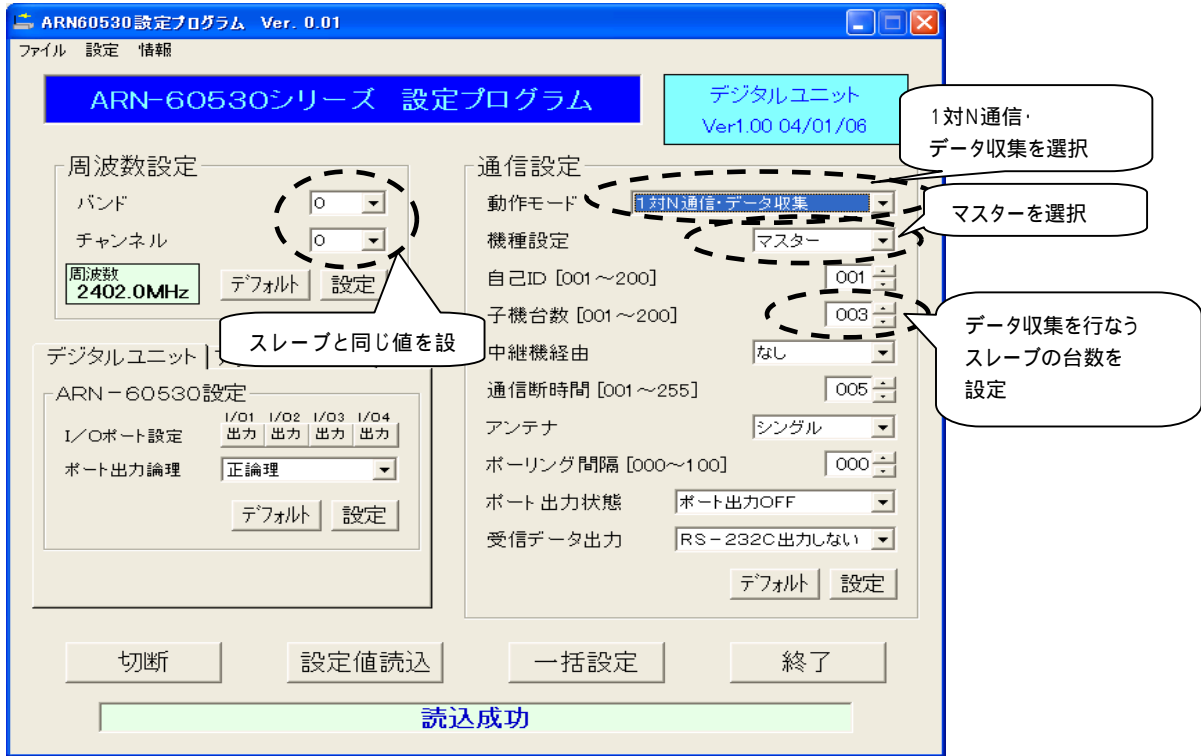 ARN60530設定プログラム Ver. 0.01
ファイル 設定 情報
ARN-60530シリーズ 設定プログラム
デジタルユニット
Ver1.00 04/01/06
1対N通信・
データ収集を選択
周波数設定
バンド 0
チャンネル 0
周波数
2402.0MHz
デフォルト 設定
スレーブと同じ値を設
通信設定
動作モード 1対N通信・データ収集
機種設定 マスター
マスターを選択
自己ID [001～200] 001
子機台数 [001～200] 003
データ収集を行なう
スレーブの台数を
設定
中継機経由 なし
通信断時間 [001～255] 005
アンテナ シングル
ポーリング間隔 [000～100] 000
ポート出力状態 ポート出力OFF
受信データ出力 RS-232C出力しない
デフォルト 設定
デジタルユニット
ARN-60530設定
I/O1 I/O2 I/O3 I/O4
I/Oポート設定 出力 出力 出力 出力
ポート出力論理 正論理
デフォルト 設定
切断 設定値読込 一括設定 終了
読込成功